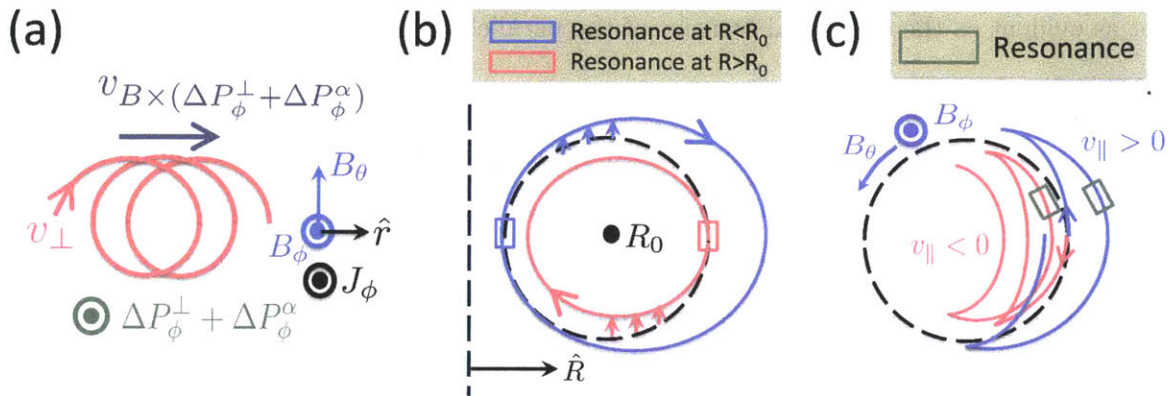 (a)
v_{B×(ΔP_ϕ^⊥+ΔP_ϕ^α)}
v_⊥
B_θ
B_ϕ
r̂
J_ϕ
ΔP_ϕ^⊥ + ΔP_ϕ^α
(b)
Resonance at R<R₀
Resonance at R>R₀
R₀
R̂
(c)
Resonance
B_ϕ
B_θ
v_∥ > 0
v_∥ < 0